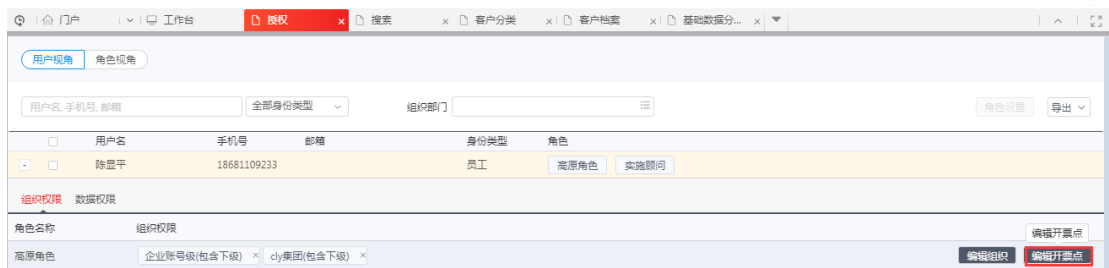 门户 工作台 授权 × 搜索 × 客户分类 × 客户档案 × 基础数据分... ×
用户视角 角色视角
用户名, 手机号, 邮箱 全部身份类型 组织部门 角色设置 导出
用户名 手机号 邮箱 身份类型 角色
陈显平 18681109233 员工 高原角色 实施顾问
组织权限 数据权限
角色名称 组织权限 编辑开票点
高原角色 企业账号级(包含下级) × cly集团(包含下级) × 编辑组织 编辑开票点